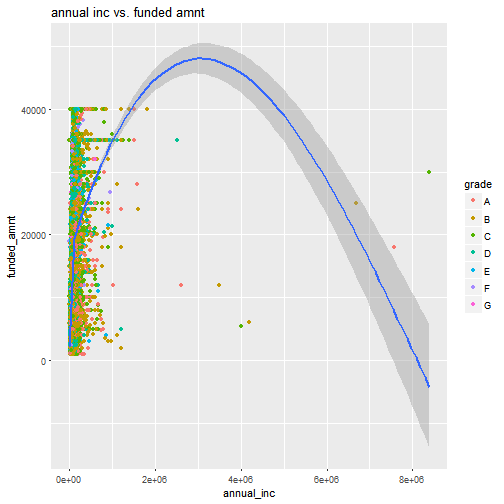 annual inc vs. funded amnt
funded_amnt
40000
20000
0
0e+00
2e+06
4e+06
6e+06
8e+06
annual_inc
grade
A
B
C
D
E
F
G